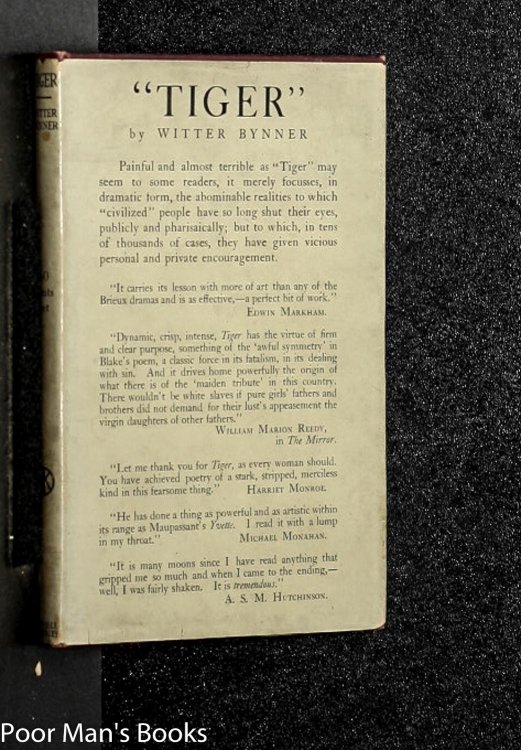 “TIGER”
by WITTER BYNNER
Painful and almost terrible as “Tiger” may
seem to some readers, it merely focusses, in
dramatic form, the abominable realities to which
“civilized” people have so long shut their eyes,
publicly and pharisaically; but to which, in tens
of thousands of cases, they have given vicious
personal and private encouragement.
“It carries its lesson with more of art than any of the
Brieux dramas and is as effective,—a perfect bit of work.”
EDWIN MARKHAM.
“Dynamic, crisp, intense, Tiger has the virtue of firm
and clear purpose, something of the ‘awful symmetry’ in
Blake’s poem, a classic force in its fatalism, in its dealing
with sin. And it drives home powerfully the origin of
what there is of the ‘maiden tribute’ in this country.
There wouldn’t be white slaves if pure girls’ fathers and
brothers did not demand for their lust’s appeasement the
virgin daughters of other fathers.”
WILLIAM MARION REEDY,
in The Mirror.
“Let me thank you for Tiger, as every woman should.
You have achieved poetry of a stark, stripped, merciless
kind in this fearsome thing.” HARRIET MONROE.
“He has done a thing as powerful and as artistic within
its range as Maupassant’s Yvette. I read it with a lump
in my throat.” MICHAEL MONAHAN.
“It is many moons since I have read anything that
gripped me so much and when I came to the ending,—
well, I was fairly shaken. It is tremendous.”
A. S. M. HUTCHINSON.
Poor Man's Books